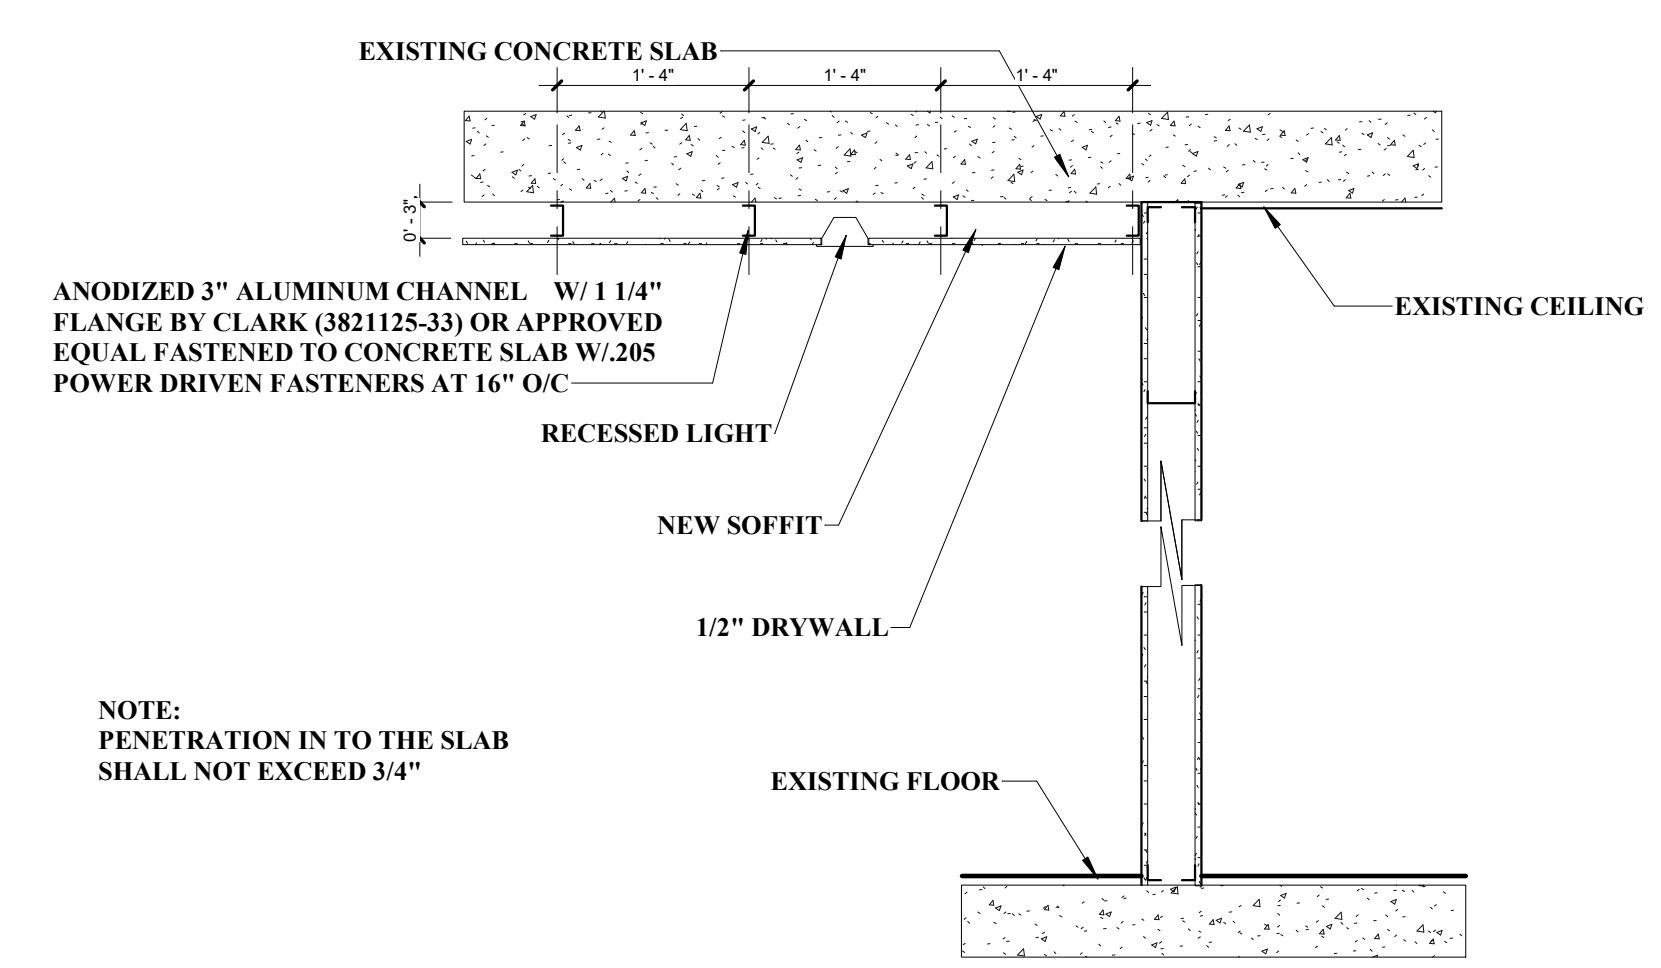 EXISTING CONCRETE SLAB
1' - 4"
1' - 4"
1' - 4"
0' - 3"
ANODIZED 3" ALUMINUM CHANNEL W/ 1 1/4"
FLANGE BY CLARK (3821125-33) OR APPROVED
EQUAL FASTENED TO CONCRETE SLAB W/.205
POWER DRIVEN FASTENERS AT 16" O/C
EXISTING CEILING
RECESSED LIGHT
NEW SOFFIT
1/2" DRYWALL
NOTE:
PENETRATION IN TO THE SLAB
SHALL NOT EXCEED 3/4"
EXISTING FLOOR